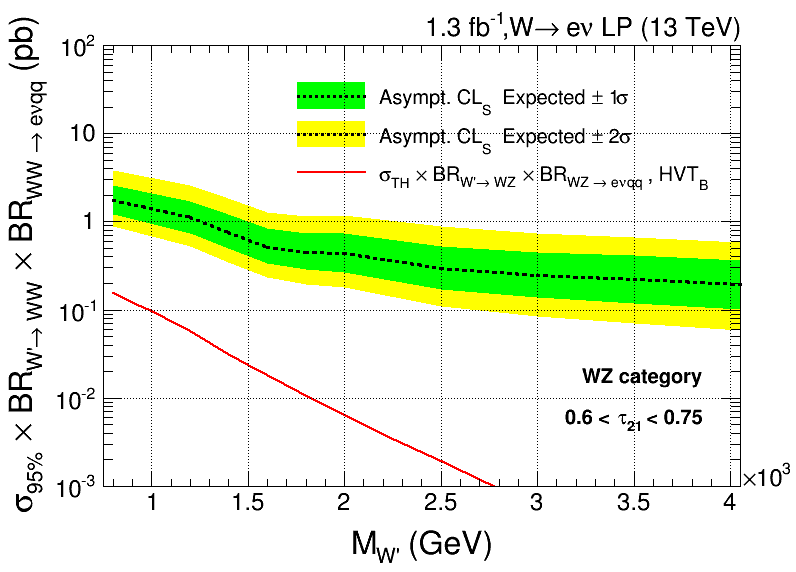 1.3 fb⁻¹,W→ eν LP (13 TeV)
σ₉₅% × BR_W'→ WW × BR_WW → eνqq (pb)
10²
10
1
10⁻¹
10⁻²
10⁻³
Asympt. CL_S Expected ± 1σ
Asympt. CL_S Expected ± 2σ
σ_TH × BR_W'→ WZ × BR_WZ → eνqq , HVT_B
WZ category
0.6 < τ₂₁ < 0.75
1 1.5 2 2.5 3 3.5 4
×10³
M_W' (GeV)